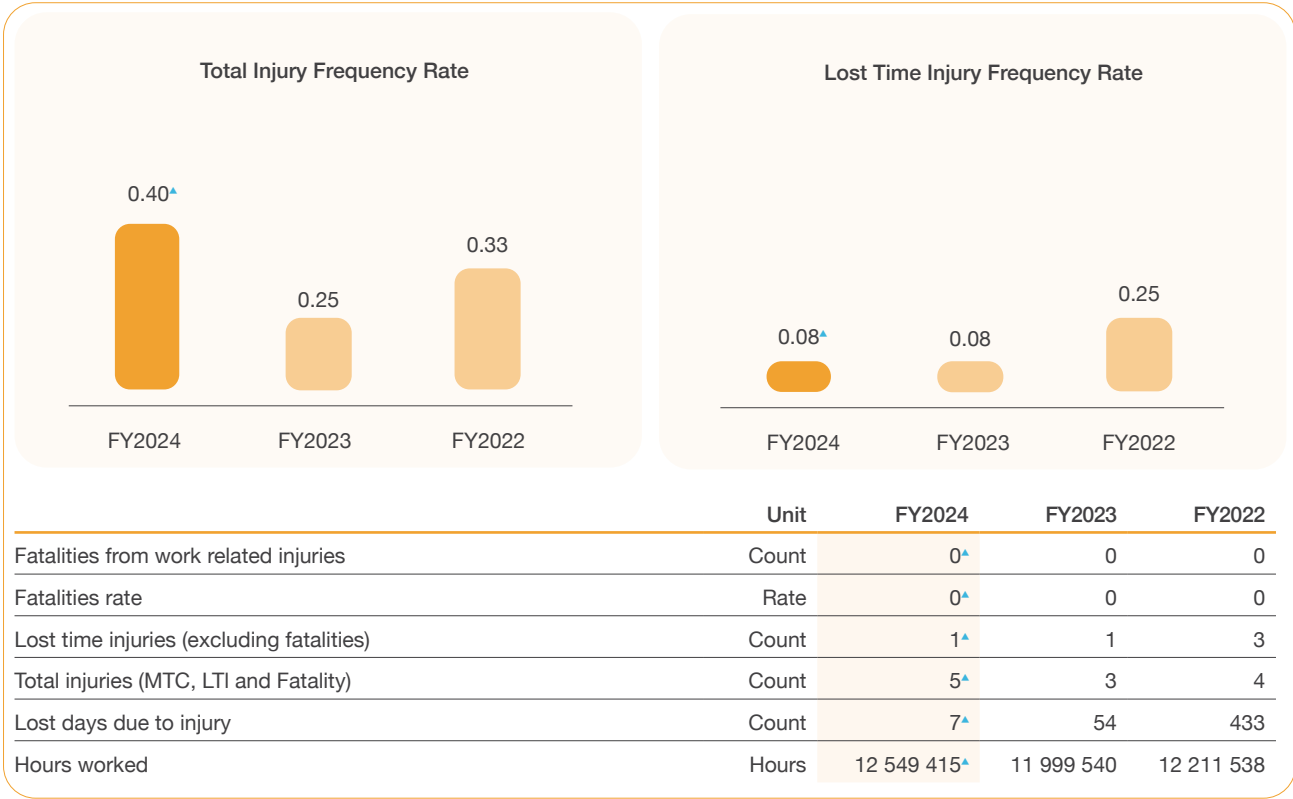 Total Injury Frequency Rate
0.40▲
0.25
0.33
FY2024 FY2023 FY2022
Lost Time Injury Frequency Rate
0.08▲
0.08
0.25
FY2024 FY2023 FY2022
Unit FY2024 FY2023 FY2022
Fatalities from work related injuries Count 0▲ 0 0
Fatalities rate Rate 0▲ 0 0
Lost time injuries (excluding fatalities) Count 1▲ 1 3
Total injuries (MTC, LTI and Fatality) Count 5▲ 3 4
Lost days due to injury Count 7▲ 54 433
Hours worked Hours 12 549 415▲ 11 999 540 12 211 538